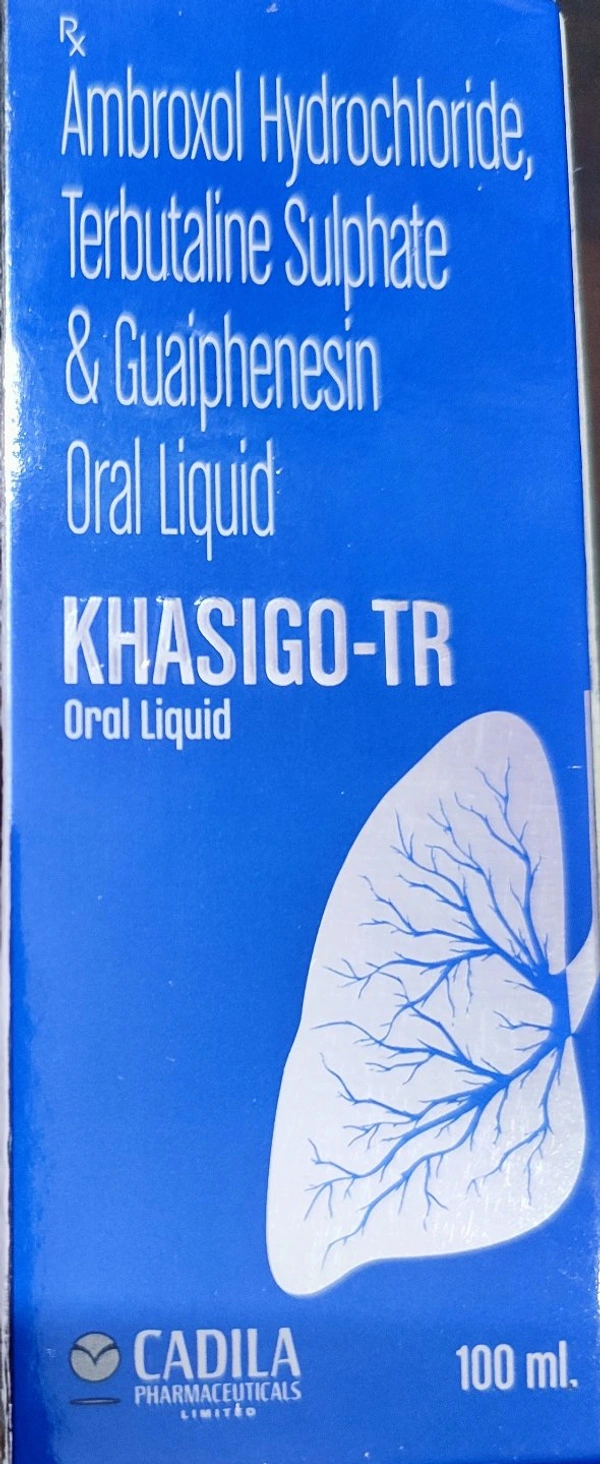 Rx
Ambroxol Hydrochloride,
Terbutaline Sulphate
& Guaiphenesin
Oral Liquid
KHASIGO-TR
Oral Liquid
CADILA
PHARMACEUTICALS
LIMITED
100 ml.